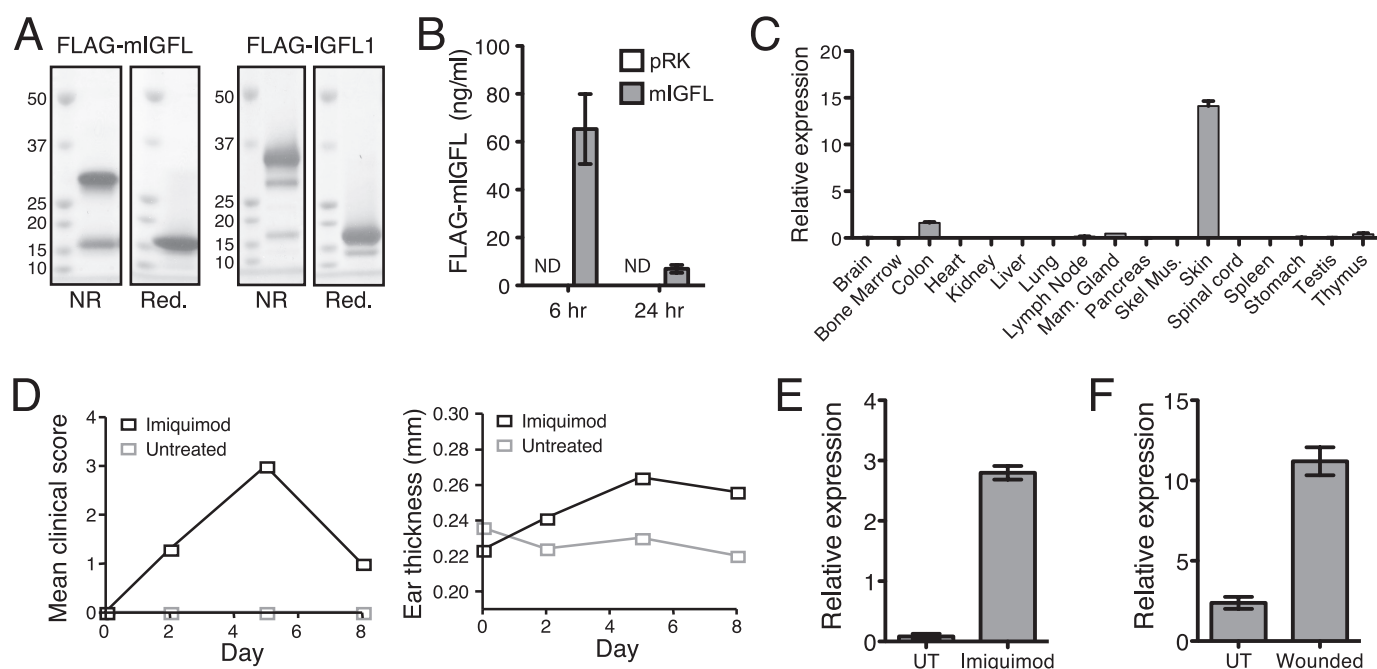 A
FLAG-mIGFL
FLAG-IGFL1
50
37
25
20
15
10
50
37
25
20
15
10
NR
Red.
NR
Red.
B
FLAG-mIGFL (ng/ml)
100
80
60
40
20
0
pRK
mIGFL
ND
ND
6 hr
24 hr
C
Relative expression
20
15
10
5
0
Brain
Bone Marrow
Colon
Heart
Kidney
Liver
Lung
Lymph Node
Mam. Gland
Pancreas
Skel Mus.
Skin
Spinal cord
Spleen
Stomach
Testis
Thymus
D
Mean clinical score
4
3
2
1
0
Imiquimod
Untreated
0
2
4
6
8
Day
Ear thickness (mm)
0.30
0.28
0.26
0.24
0.22
0.20
Imiquimod
Untreated
0
2
4
6
8
Day
E
Relative expression
4
3
2
1
0
UT
Imiquimod
F
Relative expression
15
10
5
0
UT
Wounded